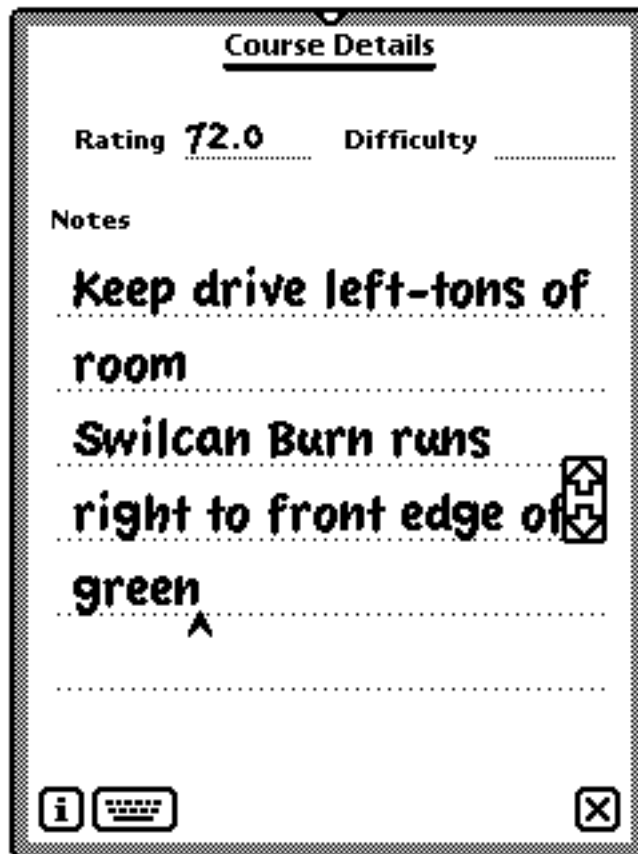 Course Details
Rating 72.0 Difficulty
Notes
Keep drive left-tons of
room
Swilcan Burn runs
right to front edge of
green
i